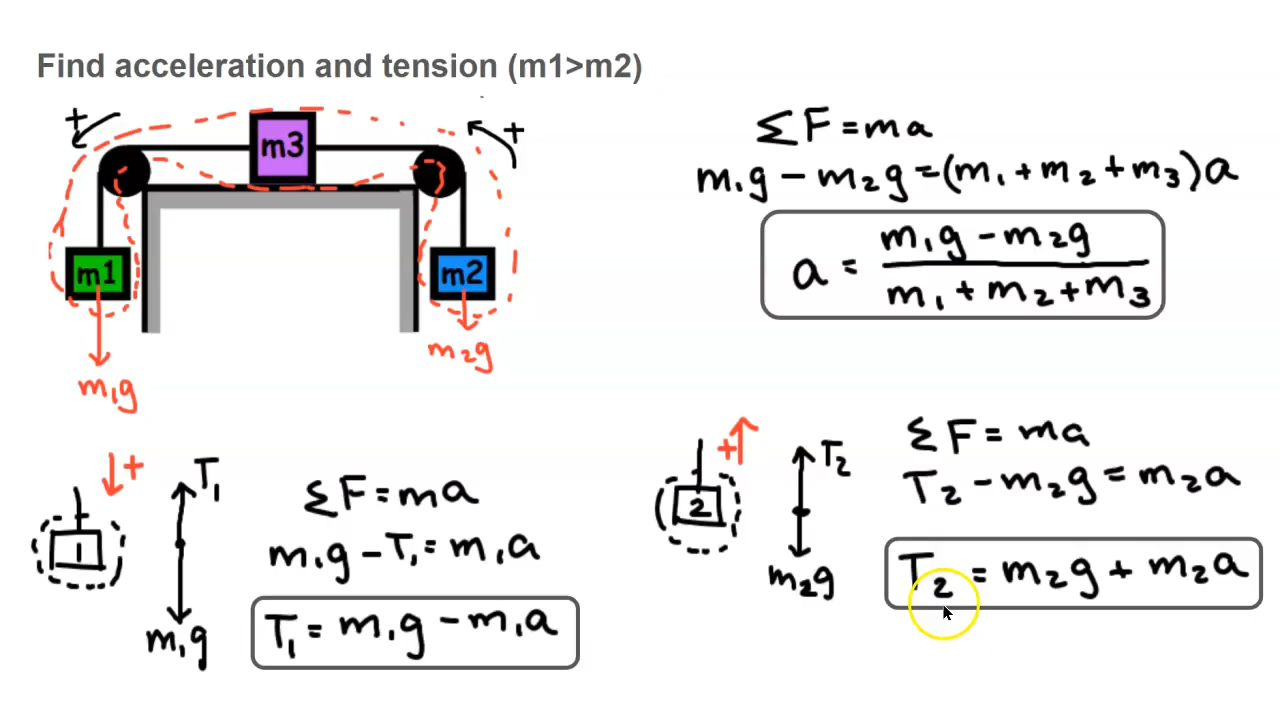 Find acceleration and tension (m1>m2)
+
+
m3
m1
m2
m₁g
m₂g
ΣF=ma
m₁g-m₂g=(m₁+m₂+m₃)a
a = m₁g-m₂g
m₁+m₂+m₃
+
1
T₁
m₁g
ΣF=ma
m₁g-T₁=m₁a
T₁=m₁g-m₁a
+
2
T₂
m₂g
ΣF=ma
T₂-m₂g=m₂a
T₂=m₂g+m₂a